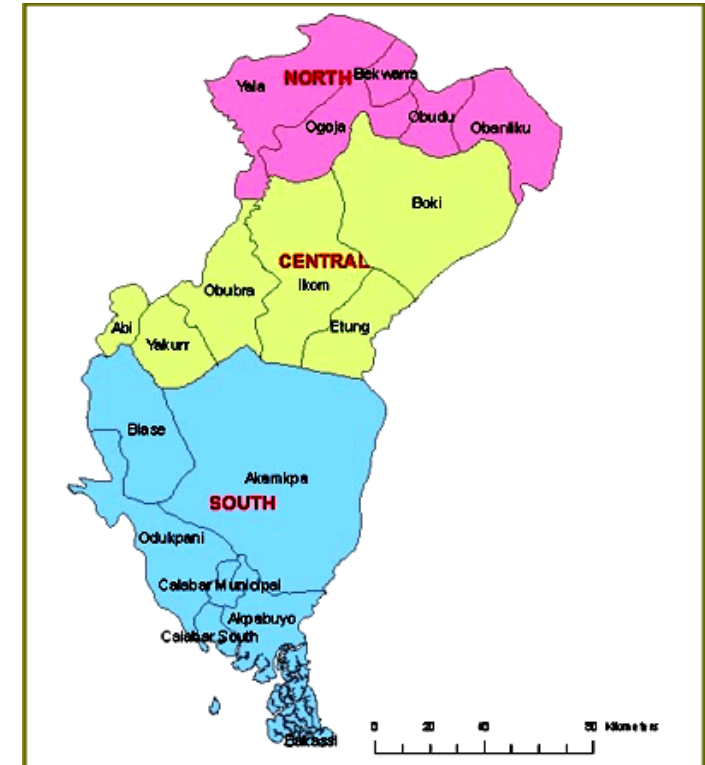 Yala
NORTH
Bekwarra
Obudu
Obanliku
Ogoja
Boki
CENTRAL
Ikom
Obubra
Etung
Abi
Yakurr
Biase
Akamkpa
SOUTH
Odukpani
Calabar Municipal
Akpabuyo
Calabar South
Bakassi
0 20 40 80 Kilometers